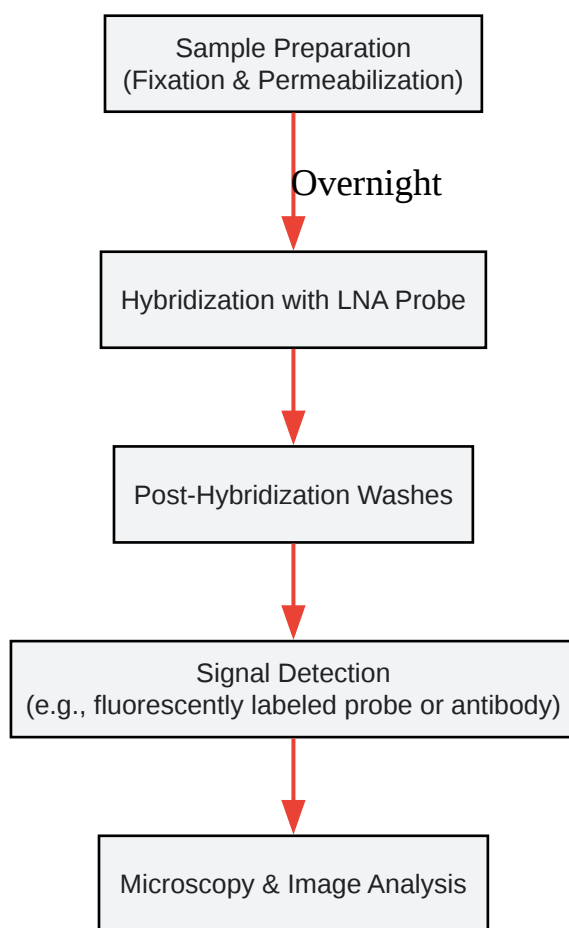 Sample Preparation
(Fixation & Permeabilization)
Overnight
Hybridization with LNA Probe
Post-Hybridization Washes
Signal Detection
(e.g., fluorescently labeled probe or antibody)
Microscopy & Image Analysis